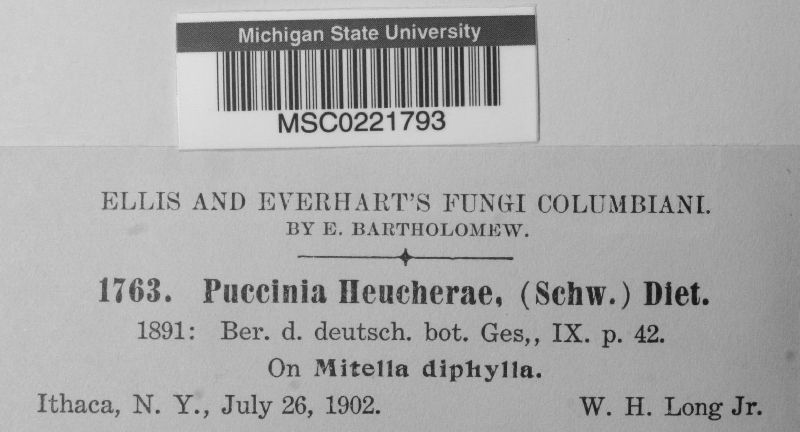 Michigan State University
MSC0221793
ELLIS AND EVERHART'S FUNGI COLUMBIANI.
BY E. BARTHOLOMEW.
1763. Puccinia Heucherae, (Schw.) Diet.
1891: Ber. d. deutsch. bot. Ges,, IX. p. 42.
On Mitella diphylla.
Ithaca, N. Y., July 26, 1902. W. H. Long Jr.